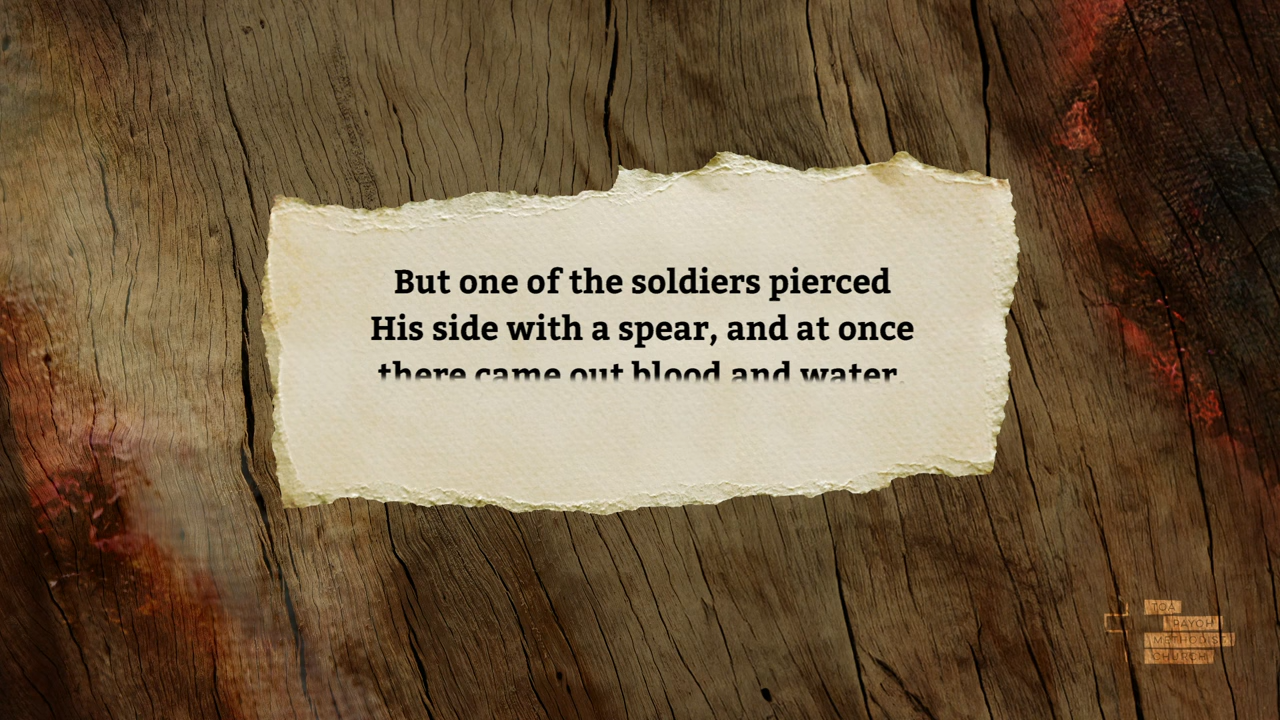 But one of the soldiers pierced
His side with a spear, and at once
there came out blood and water.
TOA
PAYOH
METHODIST
CHURCH